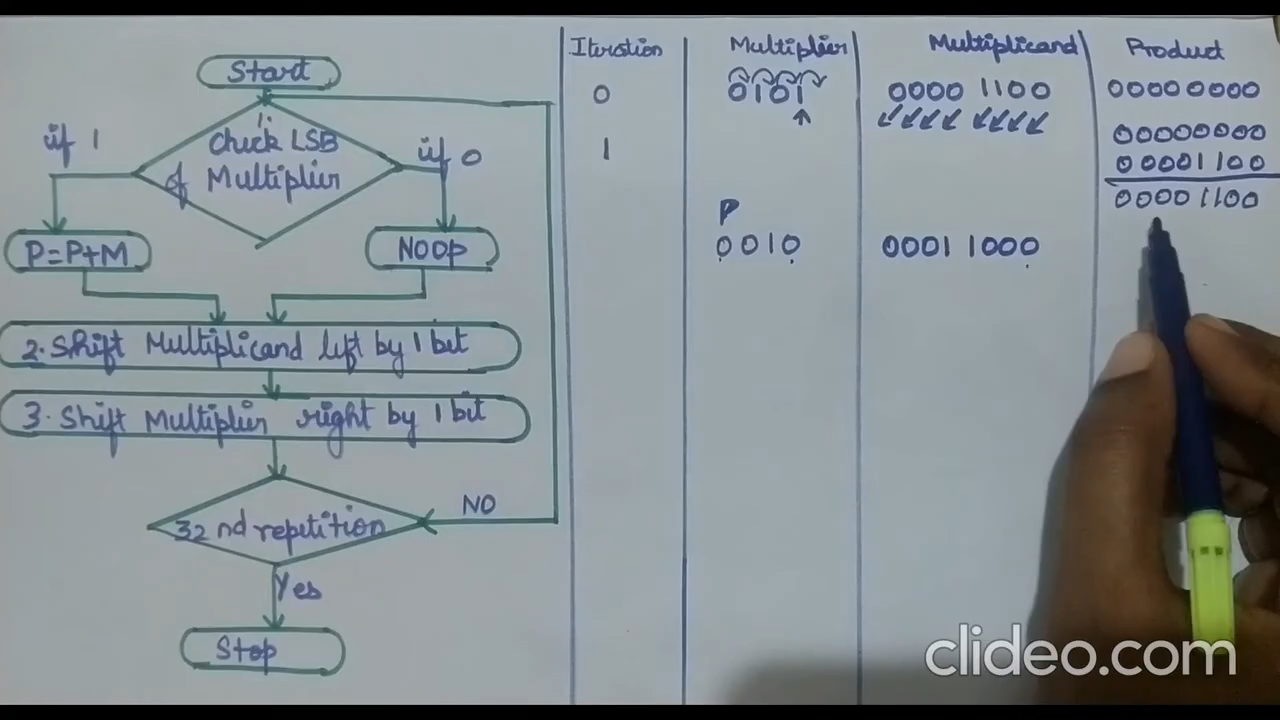 Start
1.
Check LSB
of Multiplier
if 1
if 0
P=P+M
NOOP
2. Shift Multiplicand left by 1 bit
3. Shift Multiplier right by 1 bit
32 nd repetition
NO
Yes
Stop
Iteration Multiplier Multiplicand Product
0 0101 0000 1100 00000000
1 00000000
00001100
00001100
P
0010 0001 1000
clideo.com